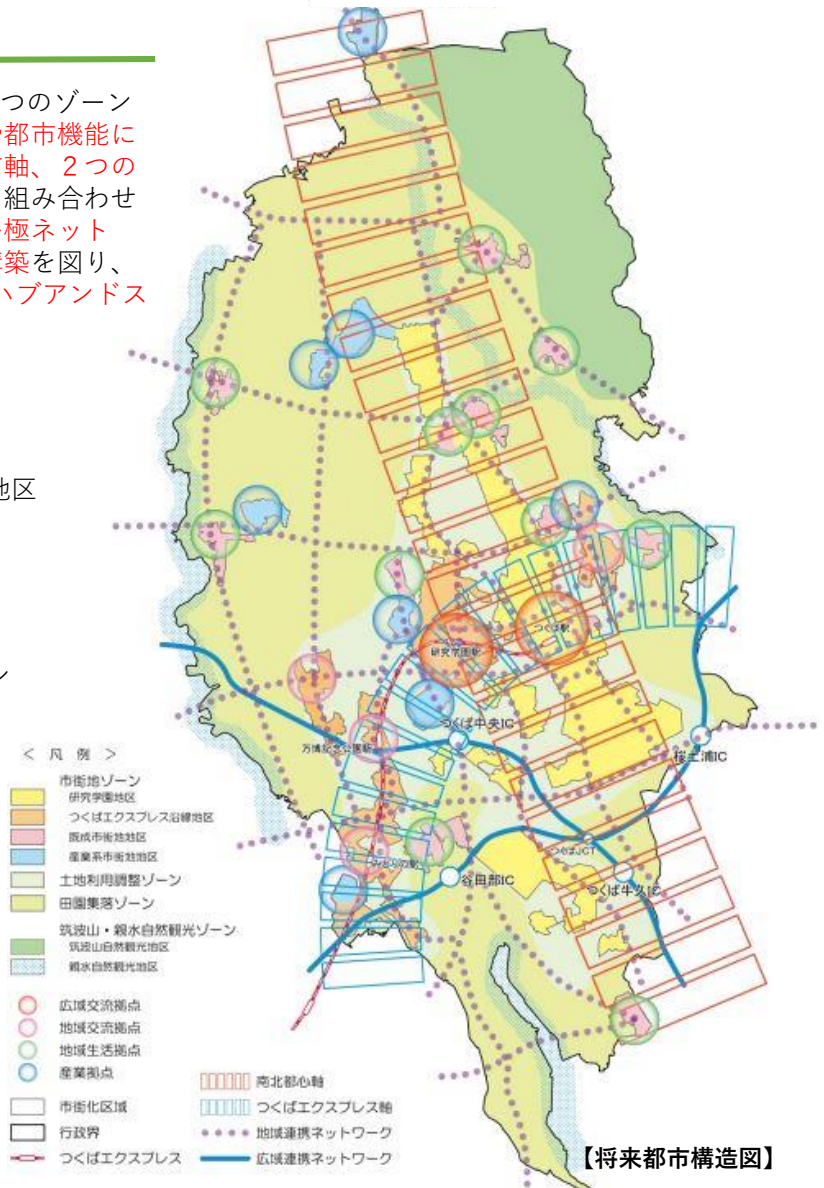 つのゾーン
都市機能に
軸、２つの
組み合わせ
極ネット
築を図り、
ハブアンドス
地区
ン
研究学園駅
つくば駅
つくば中央IC
万博記念公園駅
桜土浦IC
みどりの駅
つくばJCT
谷田部IC
つくば牛久IC
＜ 凡 例 ＞
市街地ゾーン
研究学園地区
つくばエクスプレス沿線地区
既成市街地地区
産業系市街地地区
土地利用調整ゾーン
田園集落ゾーン
筑波山・親水自然観光ゾーン
筑波山自然観光地区
親水自然観光地区
広域交流拠点
地域交流拠点
地域生活拠点
産業拠点
市街化区域
行政界
つくばエクスプレス
南北都心軸
つくばエクスプレス軸
地域連携ネットワーク
広域連携ネットワーク
【将来都市構造図】